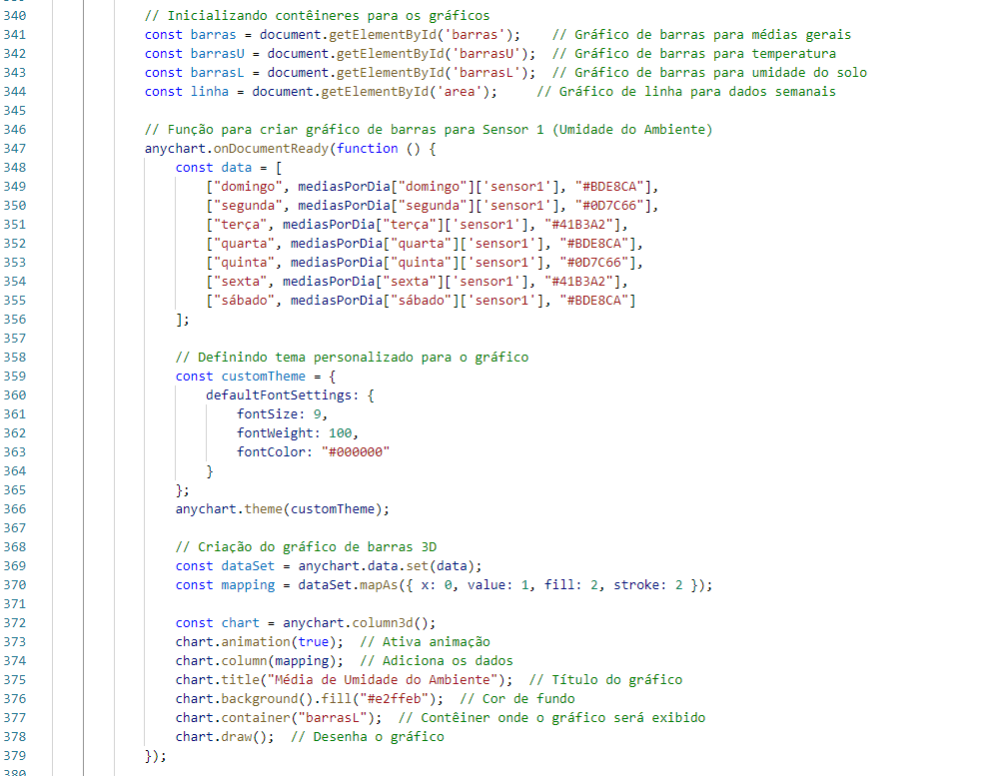 340 // Inicializando contêineres para os gráficos
341 const barras = document.getElementById('barras');    // Gráfico de barras para médias gerais
342 const barrasU = document.getElementById('barrasU');  // Gráfico de barras para temperatura
343 const barrasL = document.getElementById('barrasL');  // Gráfico de barras para umidade do solo
344 const linha = document.getElementById('area');     // Gráfico de linha para dados semanais
345
346 // Função para criar gráfico de barras para Sensor 1 (Umidade do Ambiente)
347 anychart.onDocumentReady(function () {
348     const data = [
349         ["domingo", mediasPorDia["domingo"]['sensor1'], "#BDE8CA"],
350         ["segunda", mediasPorDia["segunda"]['sensor1'], "#0D7C66"],
351         ["terça", mediasPorDia["terça"]['sensor1'], "#41B3A2"],
352         ["quarta", mediasPorDia["quarta"]['sensor1'], "#BDE8CA"],
353         ["quinta", mediasPorDia["quinta"]['sensor1'], "#0D7C66"],
354         ["sexta", mediasPorDia["sexta"]['sensor1'], "#41B3A2"],
355         ["sábado", mediasPorDia["sábado"]['sensor1'], "#BDE8CA"]
356     ];
357
358     // Definindo tema personalizado para o gráfico
359     const customTheme = {
360         defaultFontSettings: {
361             fontSize: 9,
362             fontWeight: 100,
363             fontColor: "#000000"
364         }
365     };
366     anychart.theme(customTheme);
367
368     // Criação do gráfico de barras 3D
369     const dataSet = anychart.data.set(data);
370     const mapping = dataSet.mapAs({ x: 0, value: 1, fill: 2, stroke: 2 });
371
372     const chart = anychart.column3d();
373     chart.animation(true);  // Ativa animação
374     chart.column(mapping);  // Adiciona os dados
375     chart.title("Média de Umidade do Ambiente");  // Título do gráfico
376     chart.background().fill("#e2ffeb");  // Cor de fundo
377     chart.container("barrasL");  // Contêiner onde o gráfico será exibido
378     chart.draw();  // Desenha o gráfico
379 });
380